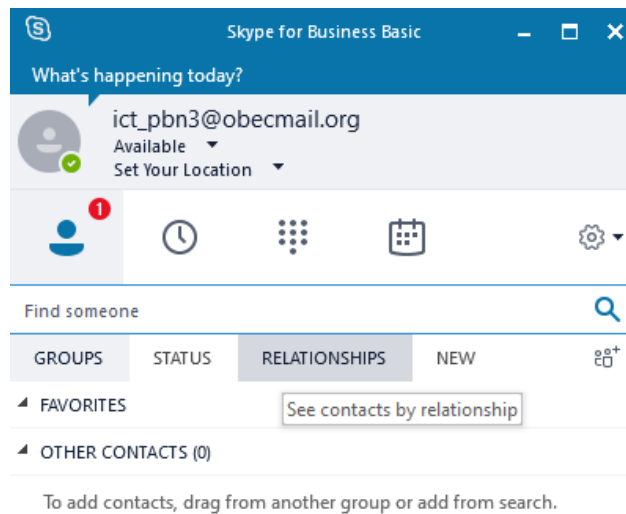 Skype for Business Basic
What's happening today?
ict_pbn3@obecmail.org
Available
Set Your Location
1
Find someone
GROUPS STATUS RELATIONSHIPS NEW
FAVORITES
See contacts by relationship
OTHER CONTACTS (0)
To add contacts, drag from another group or add from search.